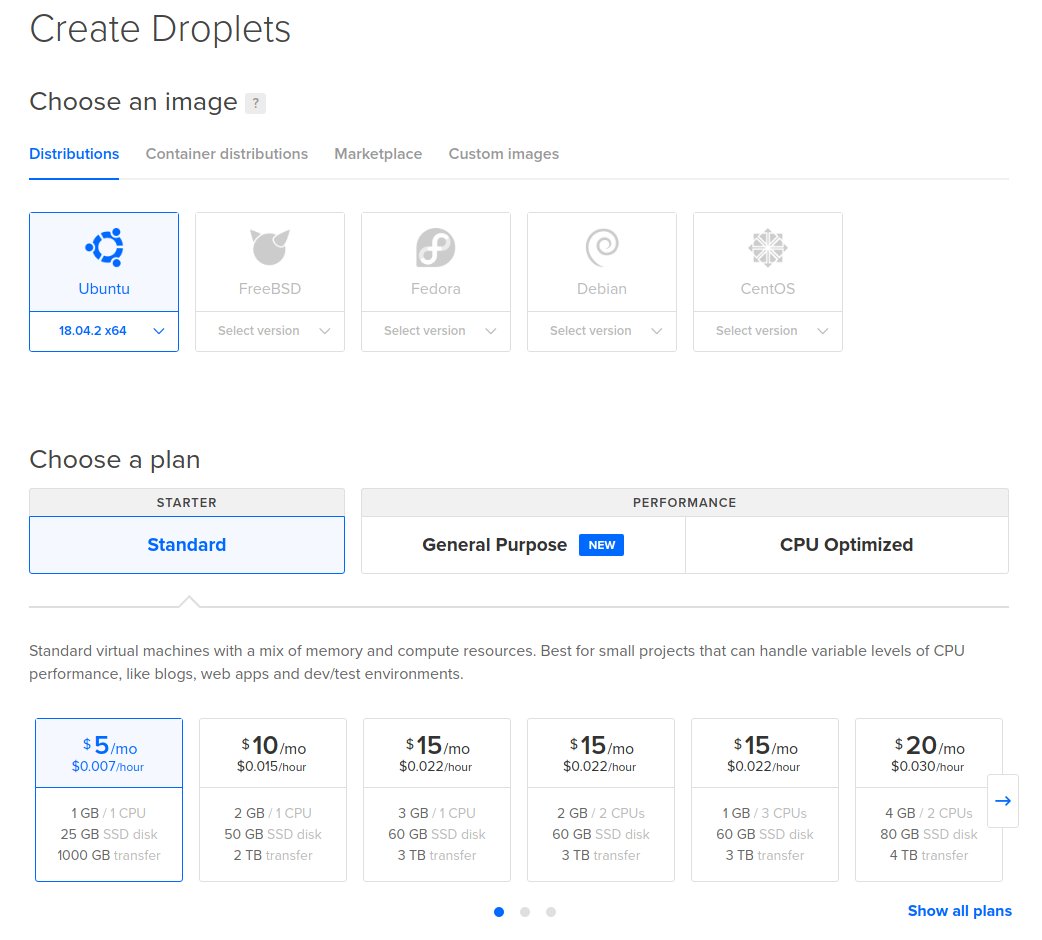 Create Droplets
Choose an image ?
Distributions Container distributions Marketplace Custom images
Ubuntu FreeBSD Fedora Debian CentOS
18.04.2 x64 Select version Select version Select version Select version
Choose a plan
STARTER PERFORMANCE
Standard General Purpose NEW CPU Optimized
Standard virtual machines with a mix of memory and compute resources. Best for small projects that can handle variable levels of CPU
performance, like blogs, web apps and dev/test environments.
$5/mo $10/mo $15/mo $15/mo $15/mo $20/mo
$0.007/hour $0.015/hour $0.022/hour $0.022/hour $0.022/hour $0.030/hour
1 GB / 1 CPU 2 GB / 1 CPU 3 GB / 1 CPU 2 GB / 2 CPUs 1 GB / 3 CPUs 4 GB / 2 CPUs
25 GB SSD disk 50 GB SSD disk 60 GB SSD disk 60 GB SSD disk 60 GB SSD disk 80 GB SSD disk
1000 GB transfer 2 TB transfer 3 TB transfer 3 TB transfer 3 TB transfer 4 TB transfer
Show all plans